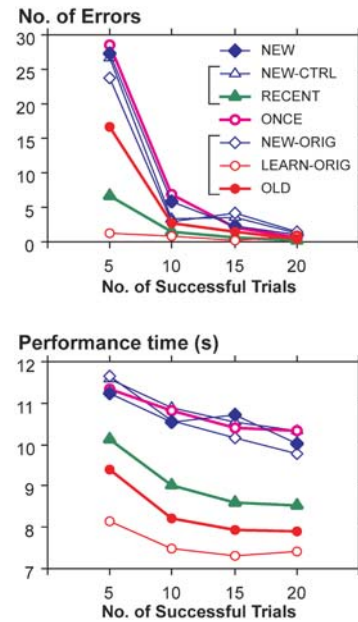 No. of Errors
30
25
20
15
10
5
0
NEW
NEW-CTRL
RECENT
ONCE
NEW-ORIG
LEARN-ORIG
OLD
5 10 15 20
No. of Successful Trials
Performance time (s)
12
11
10
9
8
7
5 10 15 20
No. of Successful Trials